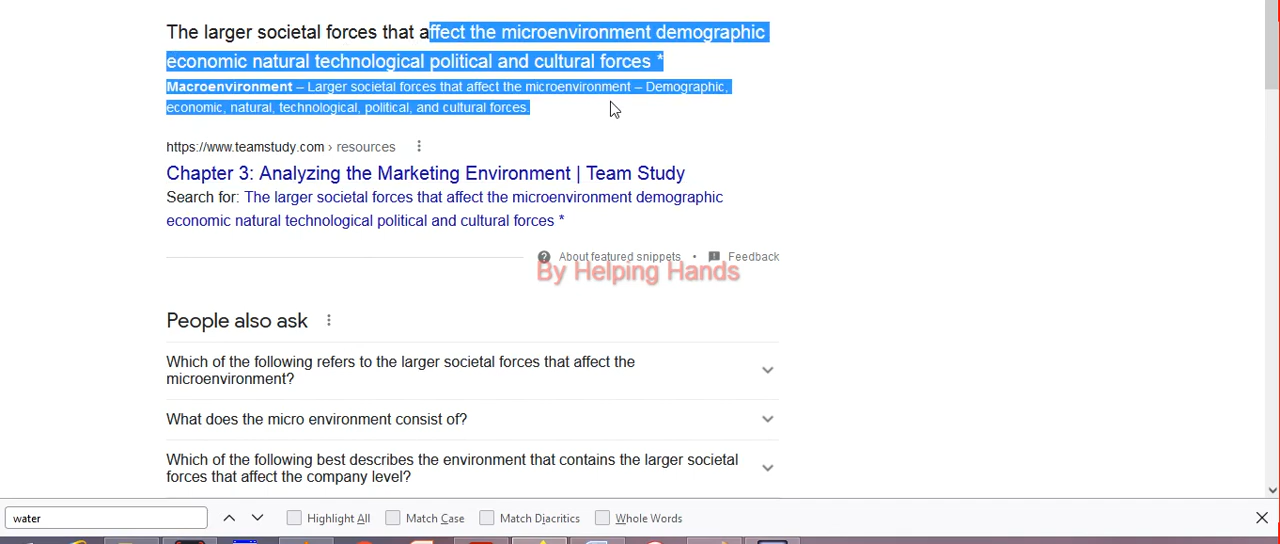 The larger societal forces that affect the microenvironment demographic
economic natural technological political and cultural forces *
Macroenvironment – Larger societal forces that affect the microenvironment – Demographic,
economic, natural, technological, political, and cultural forces.
https://www.teamstudy.com › resources
Chapter 3: Analyzing the Marketing Environment | Team Study
Search for: The larger societal forces that affect the microenvironment demographic
economic natural technological political and cultural forces *
About featured snippets • Feedback
By Helping Hands
People also ask
Which of the following refers to the larger societal forces that affect the
microenvironment?
What does the micro environment consist of?
Which of the following best describes the environment that contains the larger societal
forces that affect the company level?
water Highlight All Match Case Match Diacritics Whole Words